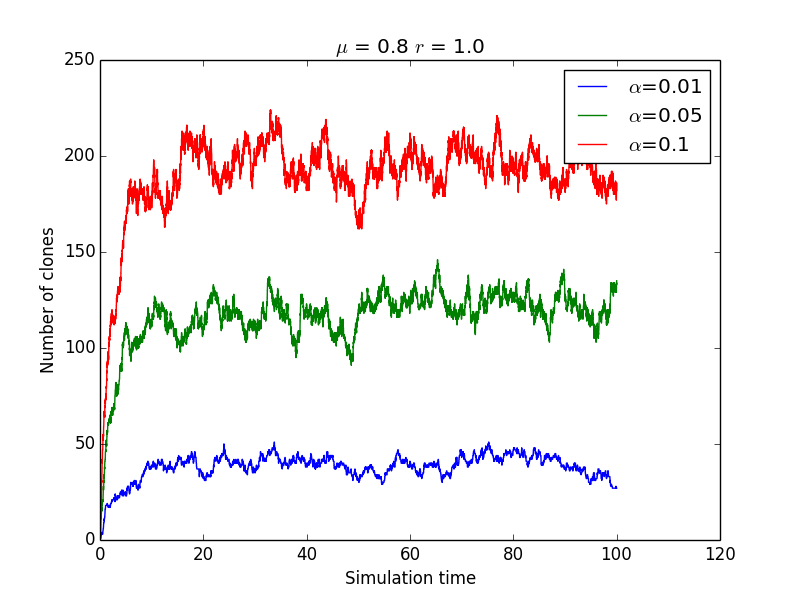 μ = 0.8 r = 1.0
250
200
150
100
50
0
Number of clones
α=0.01
α=0.05
α=0.1
0 20 40 60 80 100 120
Simulation time